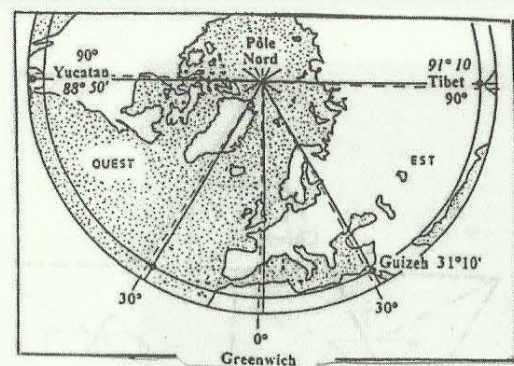 Pôle
Nord
90°
Yucatan
88° 50'
91° 10
Tibet
90°
OUEST
EST
Guizeh 31°10'
30°
30°
0°
Greenwich